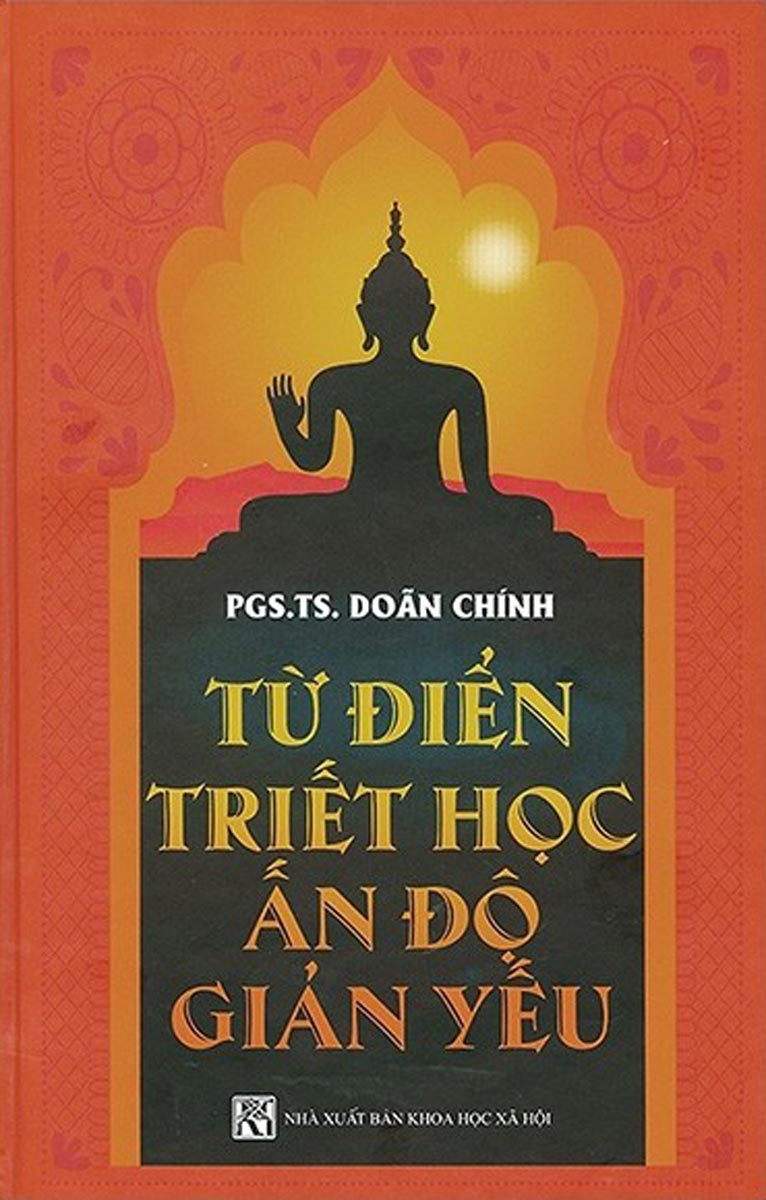 PGS.TS. DOÃN CHÍNH
TỪ ĐIỂN
TRIẾT HỌC
ẤN ĐỘ
GIẢN YẾU
NHÀ XUẤT BẢN KHOA HỌC XÃ HỘI